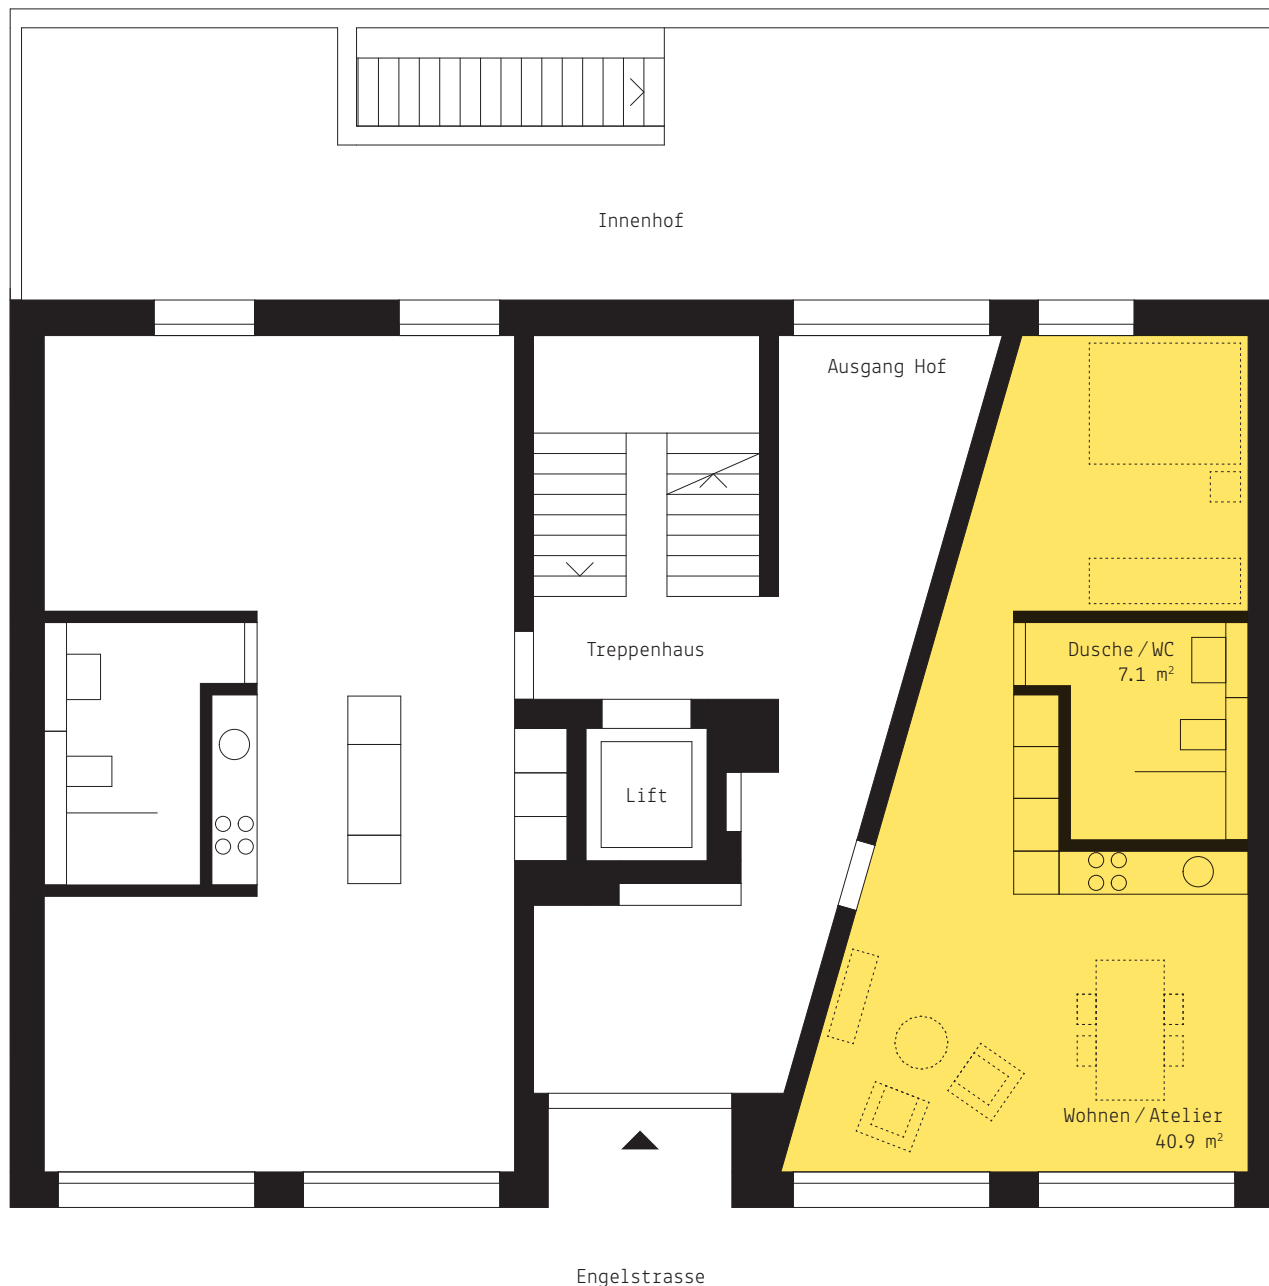 Innenhof
Ausgang Hof
Treppenhaus
Dusche / WC
7.1 m²
Lift
Wohnen / Atelier
40.9 m²
Engelstrasse